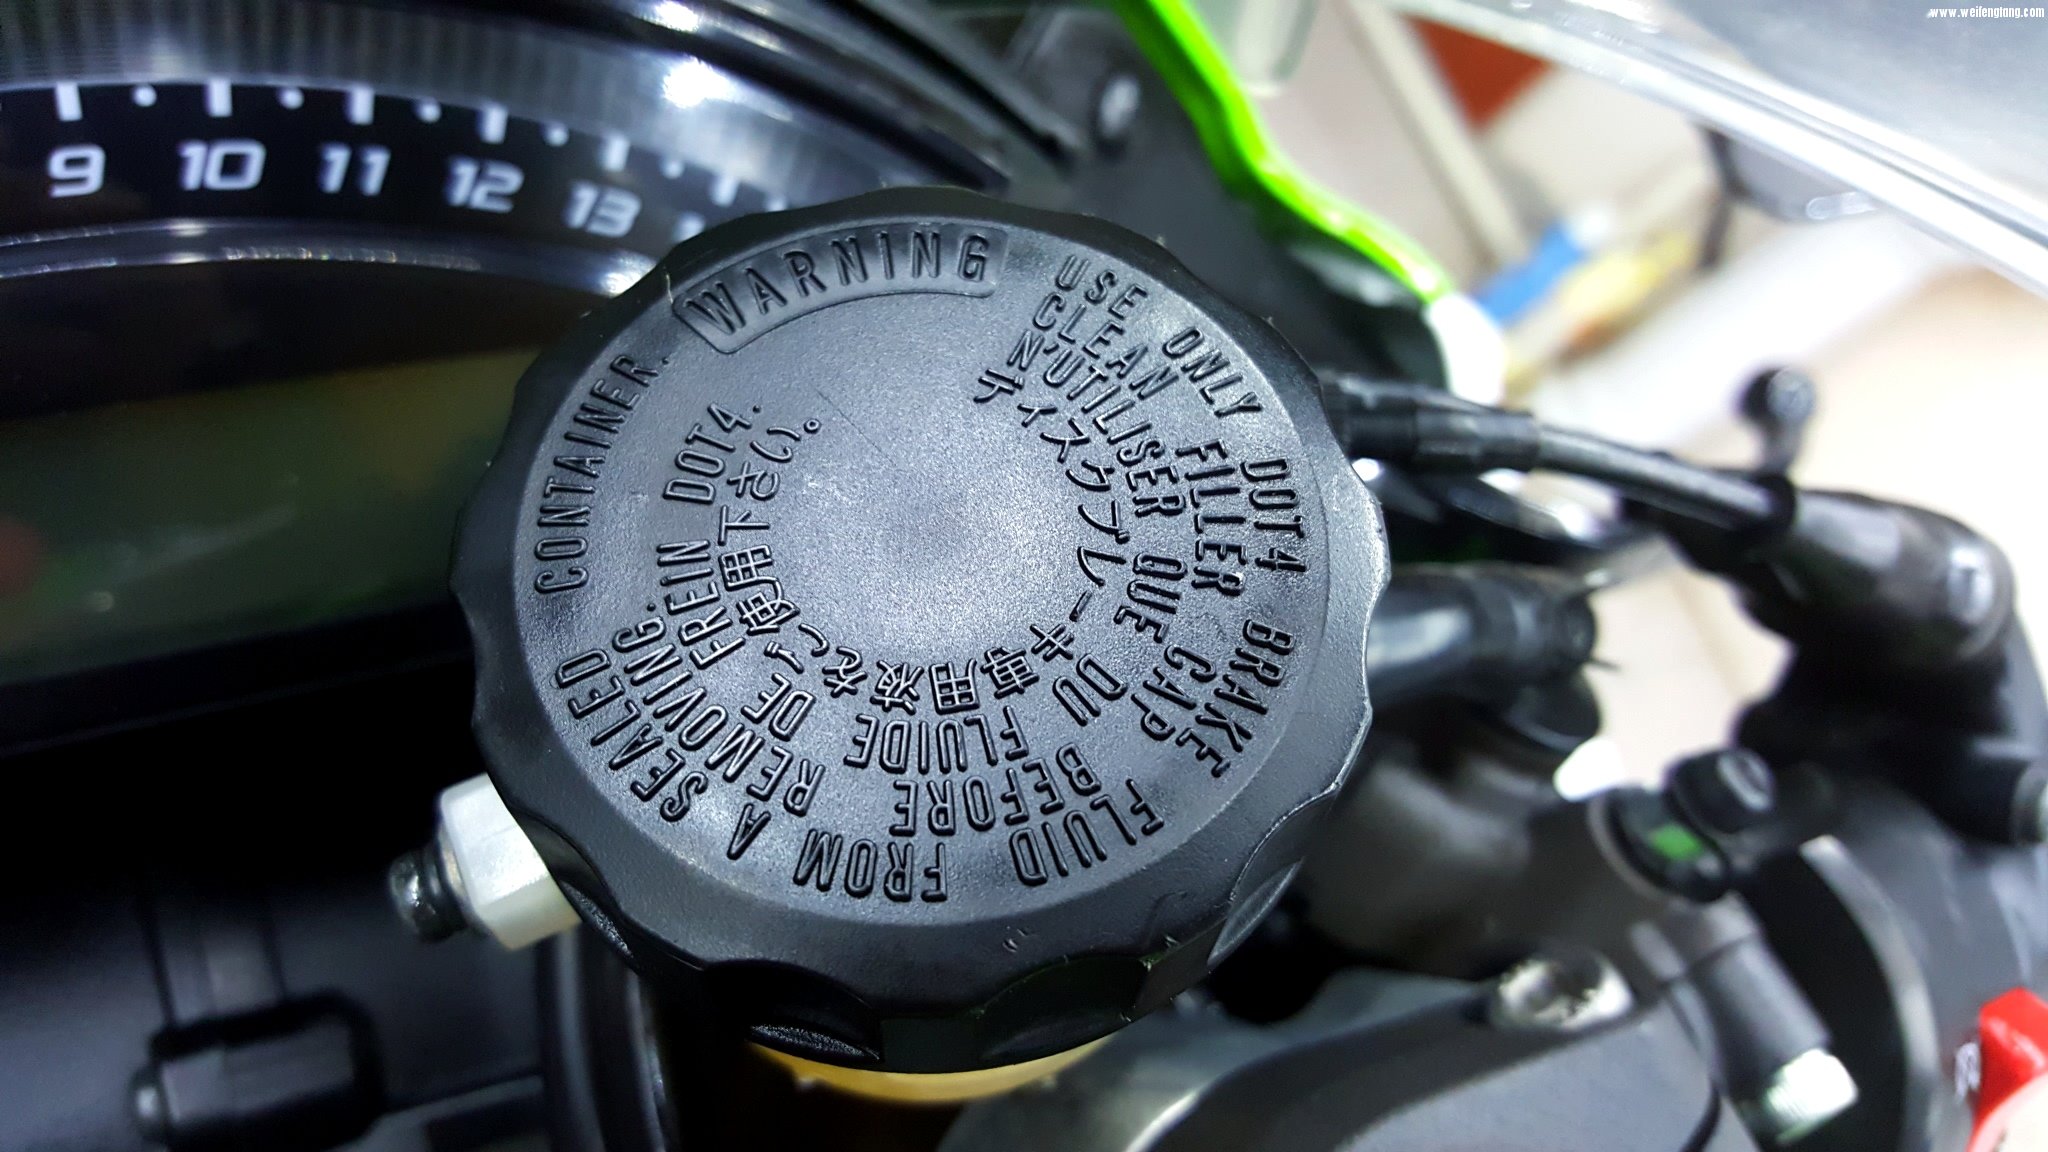 www.weifengtang.com
9 10 11 12 13
WARNING
USE ONLY DOT4 BRAKE FLUID FROM A SEALED CONTAINER.
CLEAN FILLER CAP BEFORE REMOVING.
N'UTILISER QUE DU FLUIDE DE FREIN DOT4.
ディスクブレーキ専用液をご使用下さい。